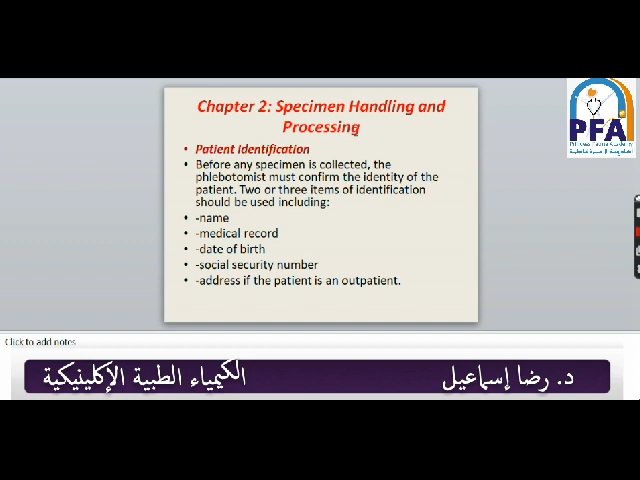 Chapter 2: Specimen Handling and
Processing
• Patient Identification
• Before any specimen is collected, the
phlebotomist must confirm the identity of the
patient. Two or three items of identification
should be used including:
• -name
• -medical record
• -date of birth
• -social security number
• -address if the patient is an outpatient.
PFA
Princess Fatma Academy
Click to add notes
الكيمياء الطبية الإكلينيكية
د. رضا إسماعيل